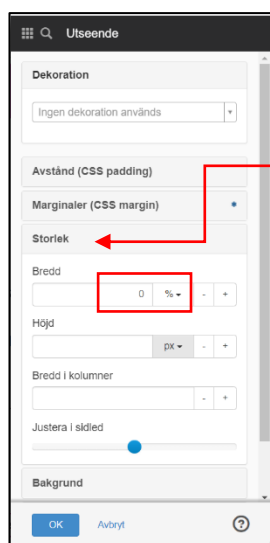 Utseende
Dekoration
Ingen dekoration används
Avstånd (CSS padding)
Marginaler (CSS margin)
Storlek
Bredd
0 % - +
Höjd
px - +
Bredd i kolumner
- +
Justera i sidled
Bakgrund
OK Avbryt ?